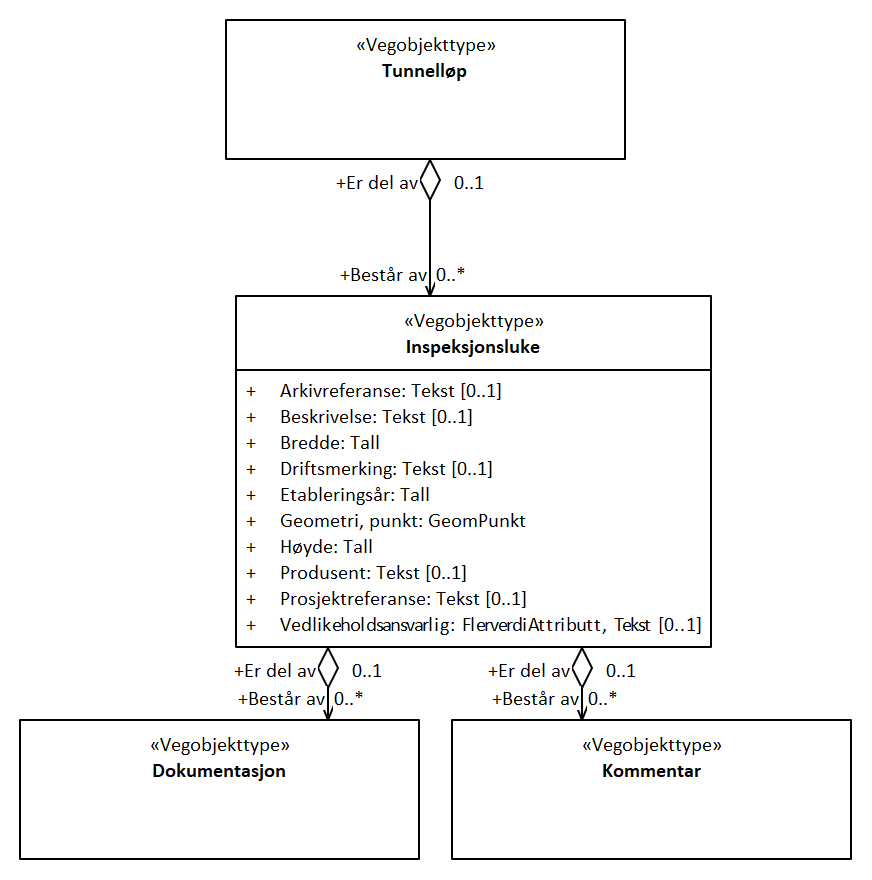 «Vegobjekttype»
Tunnelløp
+Er del av 0..1
+Består av 0..*
«Vegobjekttype»
Inspeksjonsluke
+ Arkivreferanse: Tekst [0..1]
+ Beskrivelse: Tekst [0..1]
+ Bredde: Tall
+ Driftsmerking: Tekst [0..1]
+ Etableringsår: Tall
+ Geometri, punkt: GeomPunkt
+ Høyde: Tall
+ Produsent: Tekst [0..1]
+ Prosjektreferanse: Tekst [0..1]
+ Vedlikeholdsansvarlig: FlerverdiAttributt, Tekst [0..1]
+Er del av 0..1
+Består av 0..*
+Er del av 0..1
+Består av 0..*
«Vegobjekttype»
Dokumentasjon
«Vegobjekttype»
Kommentar